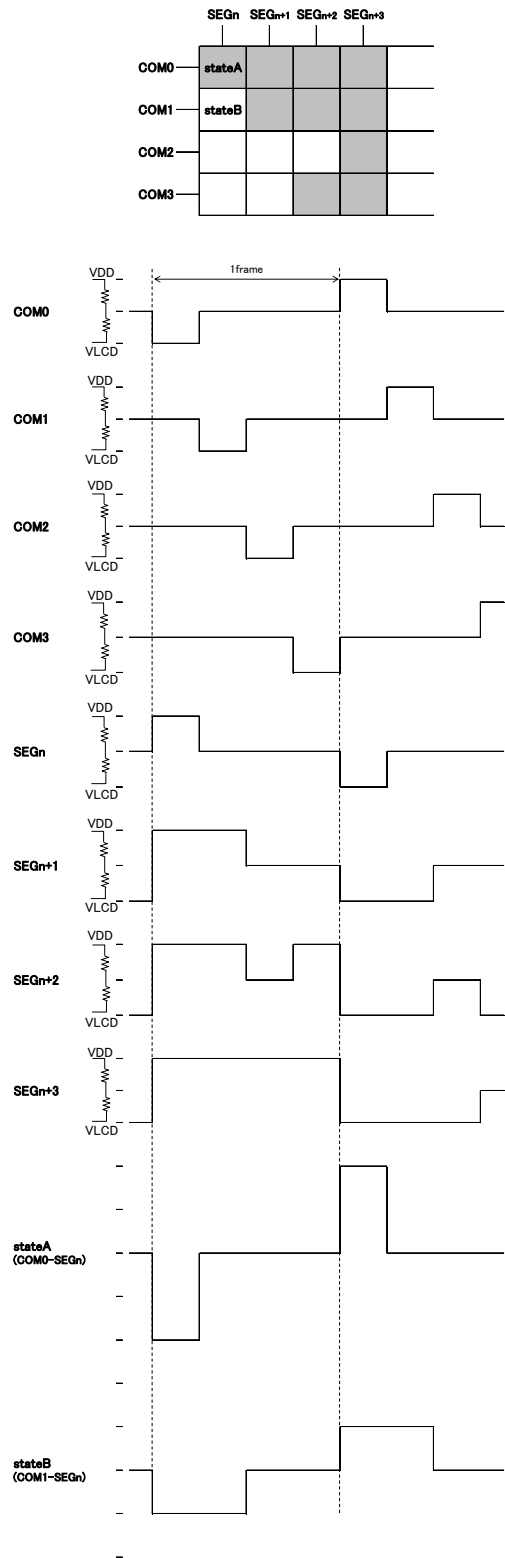 SEGn SEGn+1 SEGn+2 SEGn+3
COM0 stateA
COM1 stateB
COM2
COM3
1frame
VDD
COM0
VLCD
VDD
COM1
VLCD
VDD
COM2
VLCD
VDD
COM3
VLCD
VDD
SEGn
VLCD
VDD
SEGn+1
VLCD
VDD
SEGn+2
VLCD
VDD
SEGn+3
VLCD
stateA
(COM0-SEGn)
stateB
(COM1-SEGn)